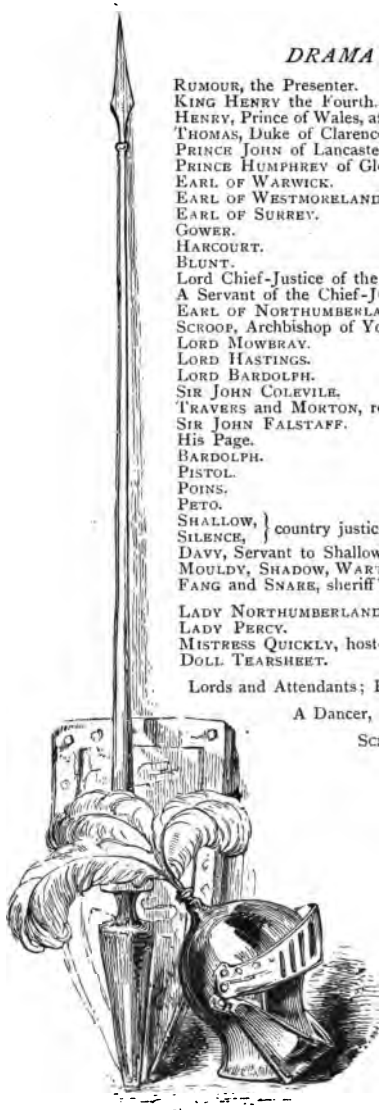 DRAMA
RUMOUR, the Presenter.
KING HENRY the Fourth.
HENRY, Prince of Wales, af
THOMAS, Duke of Clarence
PRINCE JOHN of Lancaste
PRINCE HUMPHREY of Gl
EARL OF WARWICK.
EARL OF WESTMORELAND
EARL OF SURREY.
GOWER.
HARCOURT.
BLUNT.
Lord Chief-Justice of the
A Servant of the Chief-J
EARL OF NORTHUMBERLA
SCROOP, Archbishop of Yo
LORD MOWBRAY.
LORD HASTINGS.
LORD BARDOLPH.
SIR JOHN COLEVILE.
TRAVERS and MORTON, re
SIR JOHN FALSTAFF.
His Page.
BARDOLPH.
PISTOL.
POINS.
PETO.
SHALLOW, } country justic
SILENCE,
DAVY, Servant to Shallow
MOULDY, SHADOW, WART
FANG and SNARE, sheriff'
LADY NORTHUMBERLAND
LADY PERCY.
MISTRESS QUICKLY, host
DOLL TEARSHEET.
Lords and Attendants;
A Dancer,
SC